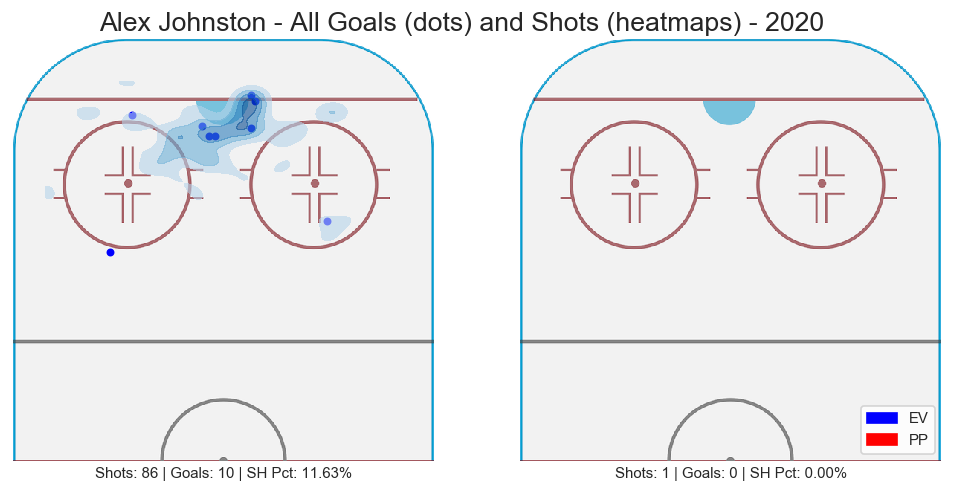 Alex Johnston - All Goals (dots) and Shots (heatmaps) - 2020
EV
PP
Shots: 86 | Goals: 10 | SH Pct: 11.63%
Shots: 1 | Goals: 0 | SH Pct: 0.00%